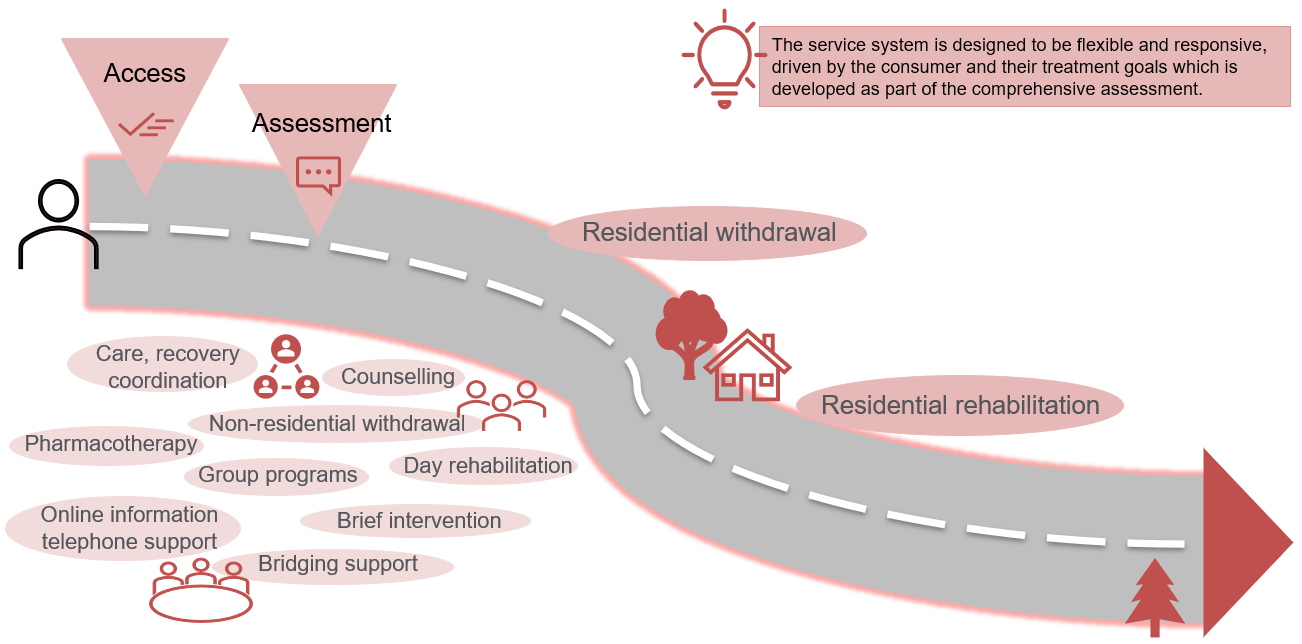 Access
Assessment
The service system is designed to be flexible and responsive,
driven by the consumer and their treatment goals which is
developed as part of the comprehensive assessment.
Residential withdrawal
Residential rehabilitation
Care, recovery
coordination
Counselling
Non-residential withdrawal
Pharmacotherapy
Group programs
Day rehabilitation
Online information
telephone support
Brief intervention
Bridging support